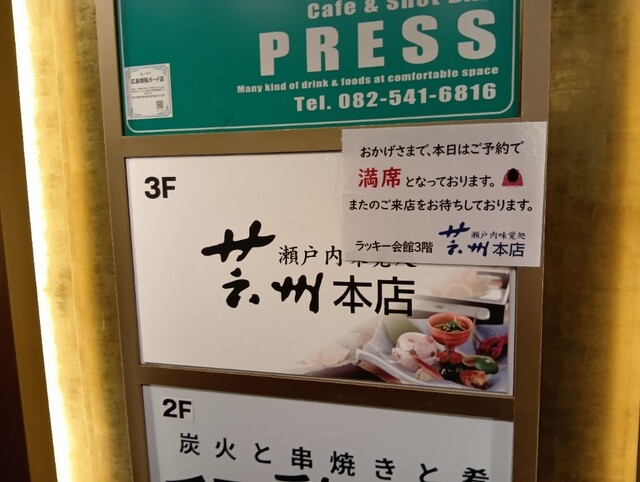 Cafe & Shot
PRESS
Many kind of drink & foods at comfortable space
Tel. 082-541-6816
3F
おかげさまで、本日はご予約で
満席となっております。
またのご来店をお待ちしております。
ラッキー会館3階
瀬戸内味覚処
芸州本店
瀬戸内味覚処
芸州本店
2F
炭火と串焼きと肴